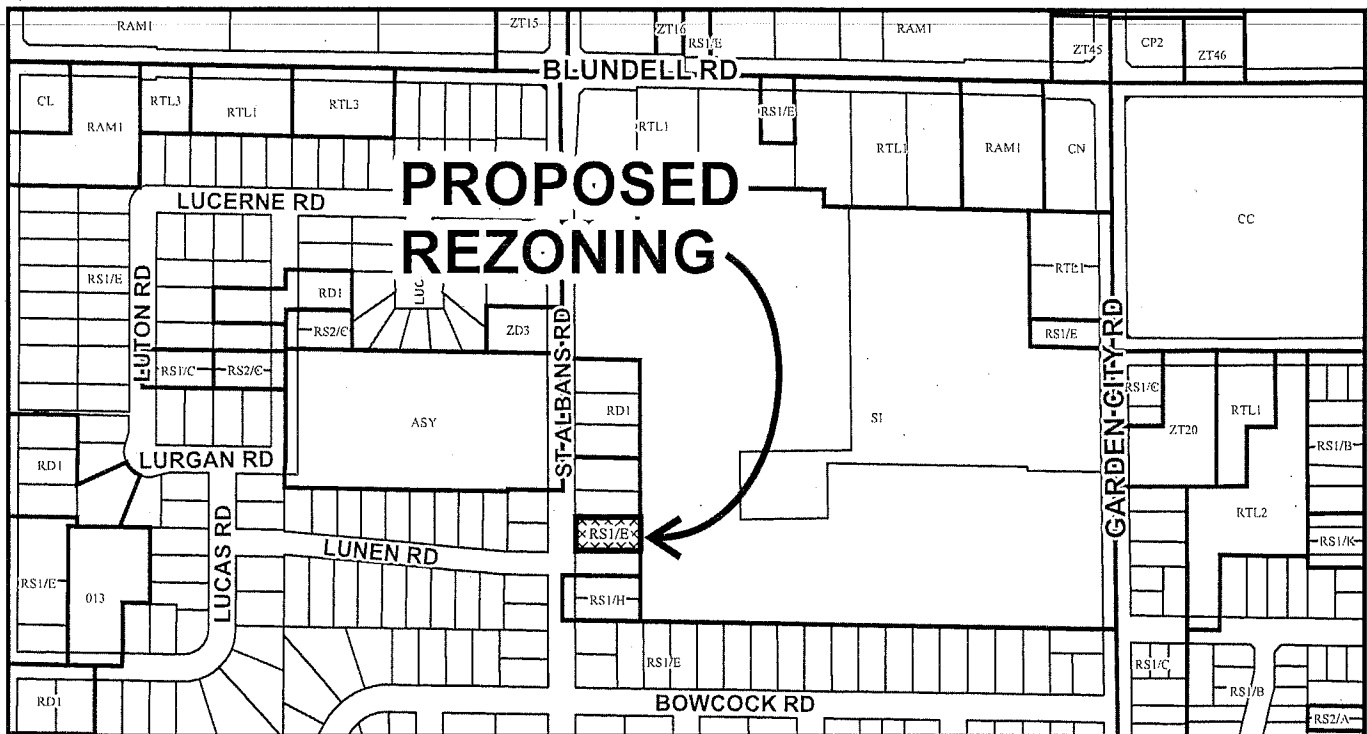 RAM1
ZT15
ZT16
RS1/E
RAM1
ZT45
CP2
ZT46
BLUNDELL RD
CL
RAM1
RTL3
RTL1
RTL3
RTL1
RS1/E
RTL1
RAM1
CN
PROPOSED
REZONING
LUCERNE RD
CC
RS1/E
LUTON RD
RD1
LUC
RS2/C
ZD3
ST-ALBANS-RD
RTL1
RS1/E
GARDEN-CITY-RD
RS1/C
RS2/C
ASY
RD1
SI
RS1/C
ZT20
RTL1
RS1/B
RD1
LURGAN RD
RTL2
LUCAS RD
LUNEN RD
RS1/E
RS1/K
RS1/E
013
RS1/H
RS1/E
RS1/C
RD1
BOWCOCK RD
RS1/B
RS2/A